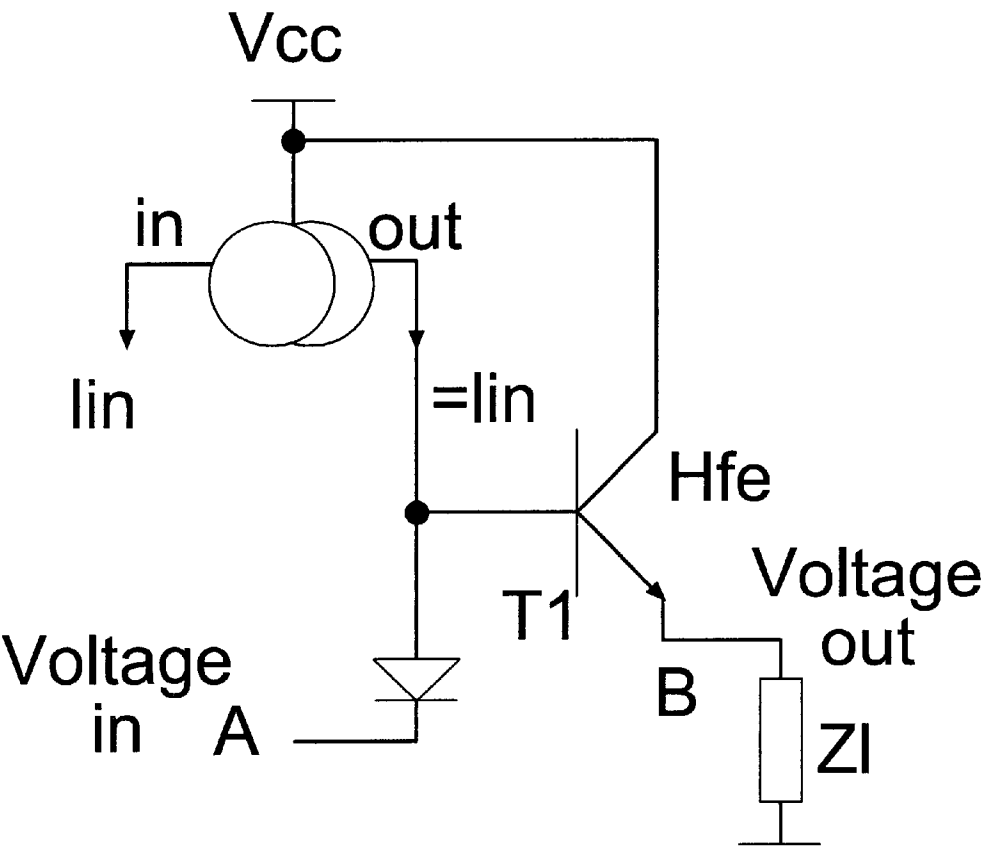 Vcc
in
out
Iin
=Iin
Hfe
T1
Voltage
out
Voltage
in
A
B
Zl